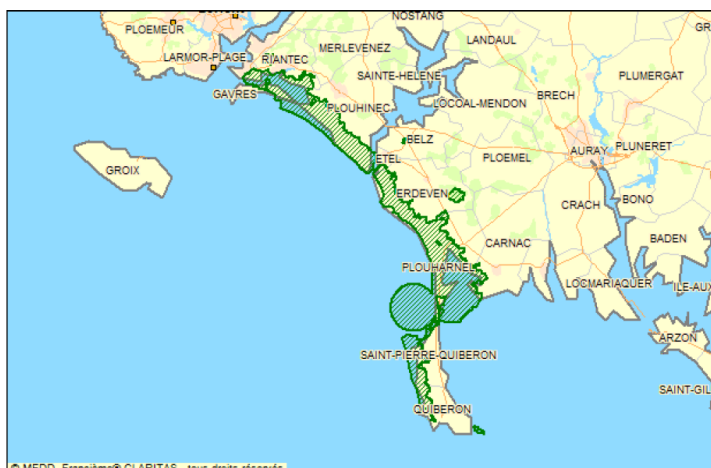 NOSTANG
PLOEMEUR
LANDAUL
LARMOR-PLAGE
RIANTEC
MERLEVENEZ
SAINTE-HELENE
PLUMERGAT
GAVRES
PLOUHINEC
LOCOAL-MENDON
BRECH
BELZ
AURAY
PLUNERET
ETEL
PLOEMEL
GROIX
ERDEVEN
CRACH
BONO
CARNAC
BADEN
PLOUHARNEL
LOCMARIAQUER
ILE-AUX
ARZON
SAINT-PIERRE-QUIBERON
SAINT-GIL
QUIBERON